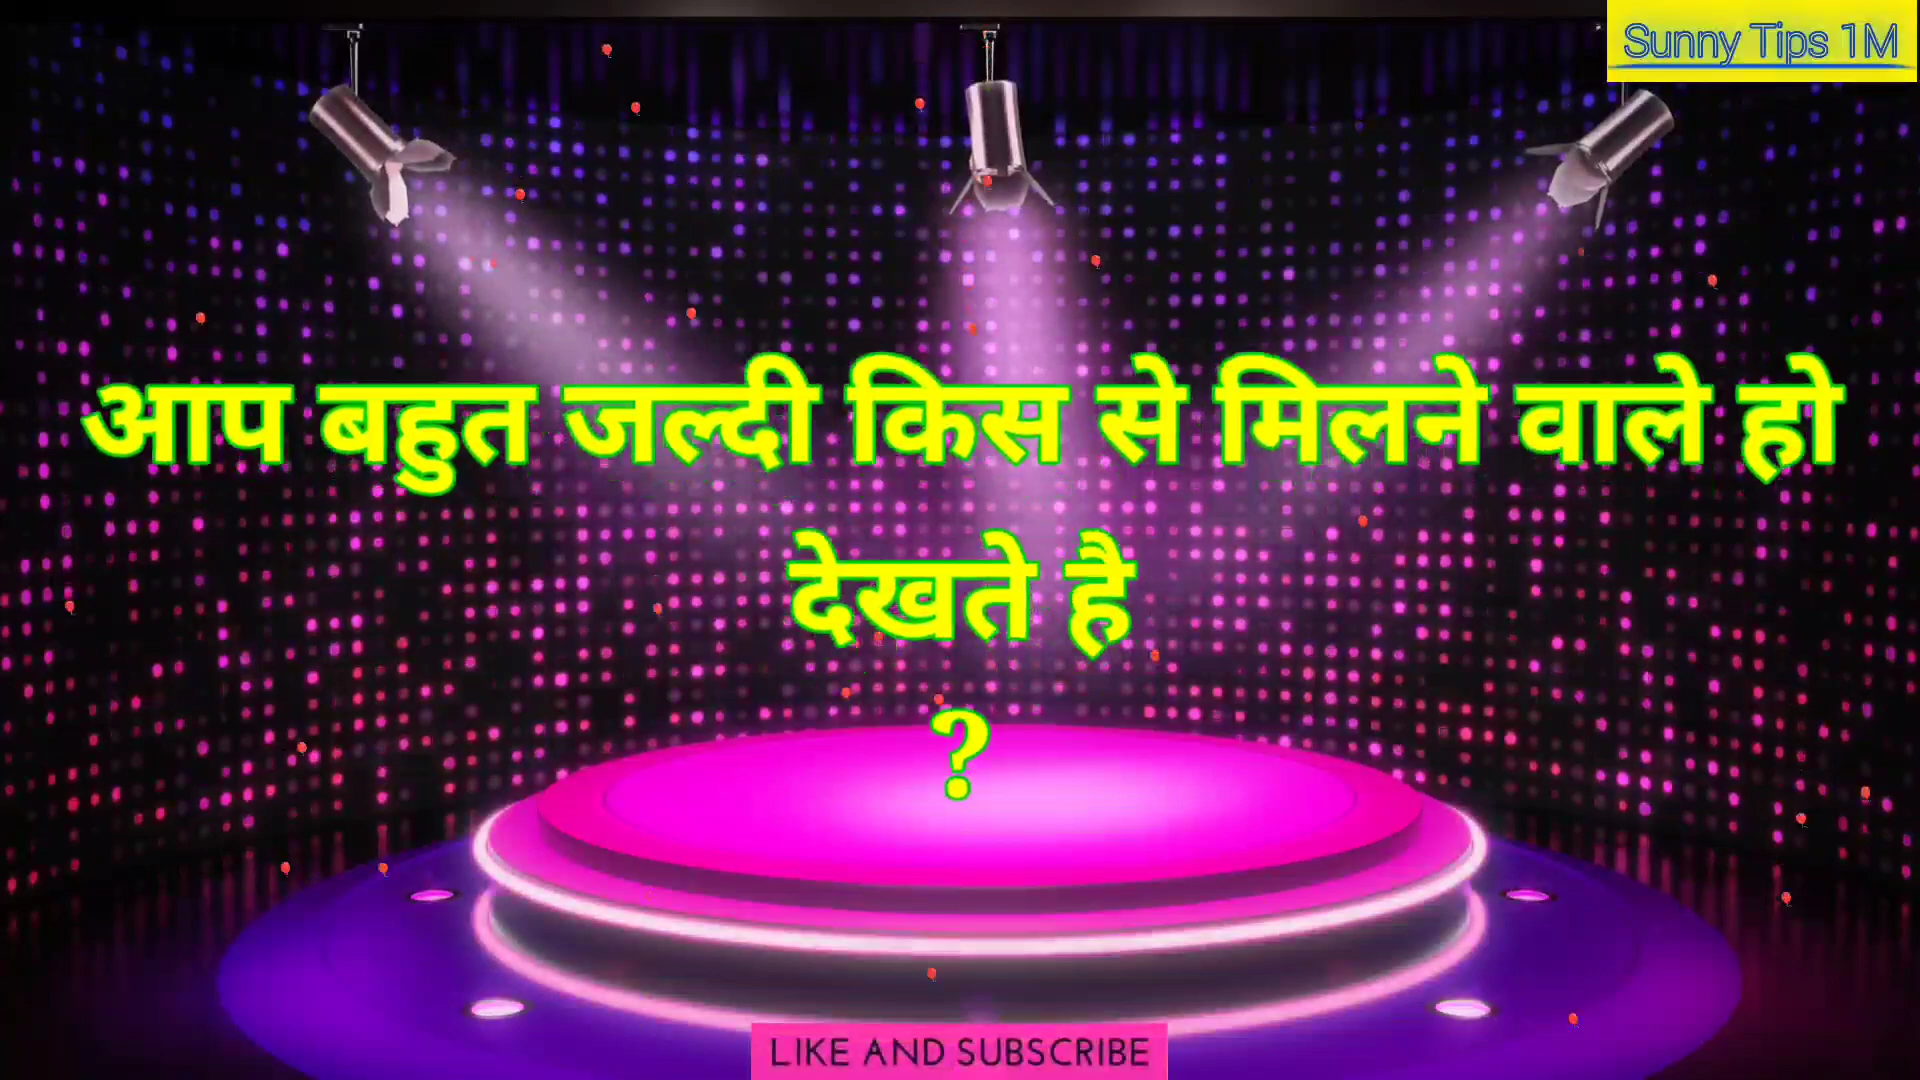 Sunny Tips 1M
आप बहुत जल्दी किस से मिलने वाले हो
देखते है
?
LIKE AND SUBSCRIBE